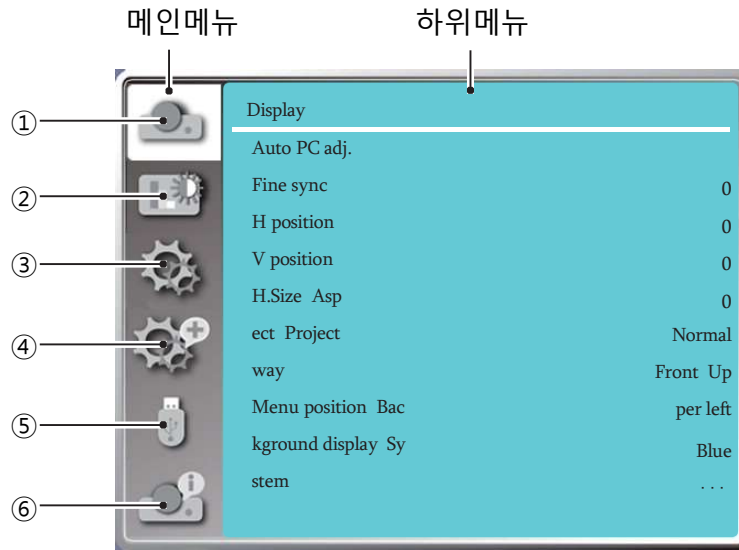 메인메뉴 하위메뉴
① Display
Auto PC adj.
② Fine sync 0
H position 0
③ V position 0
H.Size Asp 0
④ ect Project Normal
way Front Up
⑤ Menu position Bac per left
kground display Sy Blue
⑥ stem ...